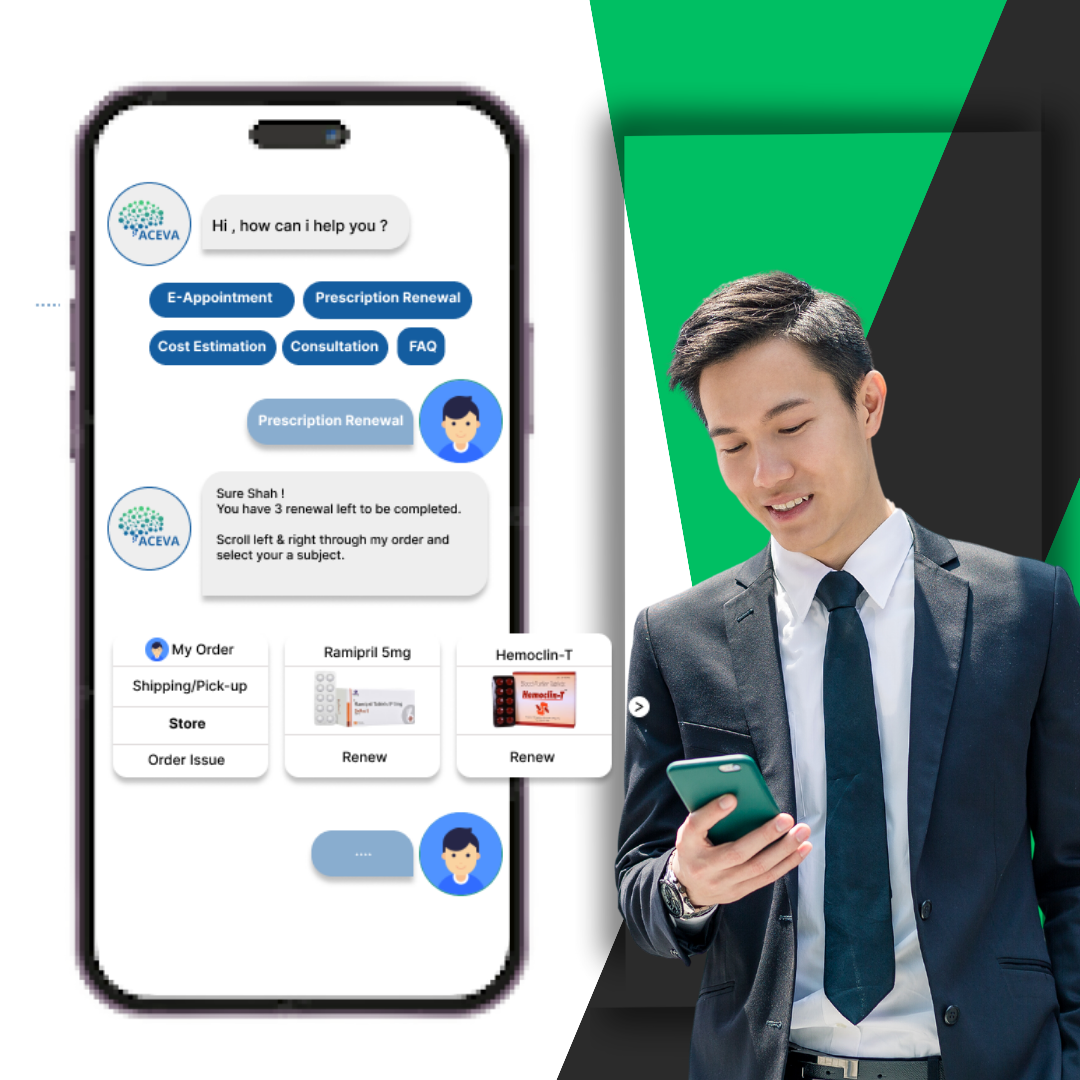 ACEVA
Hi , how can i help you ?
E-Appointment
Prescription Renewal
Cost Estimation
Consultation
FAQ
Prescription Renewal
ACEVA
Sure Shah !
You have 3 renewal left to be completed.
Scroll left & right through my order and
select your a subject.
My Order
Shipping/Pick-up
Store
Order Issue
Ramipril 5mg
Renew
Hemoclin-T
Hemoclin-T
Renew
....